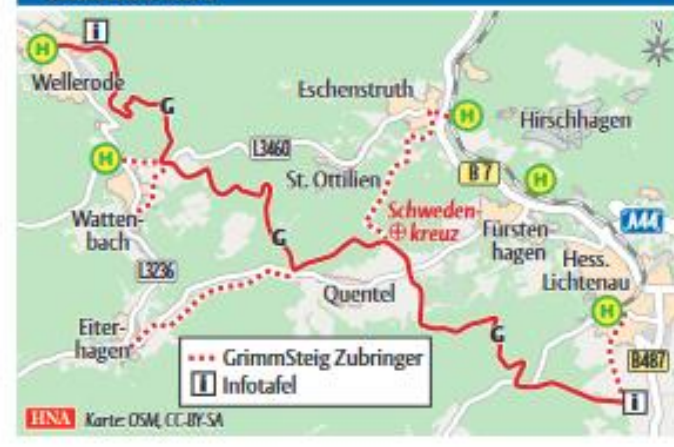 H
i
Wellerode
G
Eschenstruth
H
Hirschhagen
N
L3460
H
St. Ottilien
B 7
H
Watten-
bach
Schweden-
kreuz
Fürsten-
hagen
A44
G
Hess.
Lichtenau
L3236
Quentel
H
Eiter-
hagen
G
B487
GrimmSteig Zubringer
i Infotafel
i
HNA Karte: OSM, CC-BY-SA